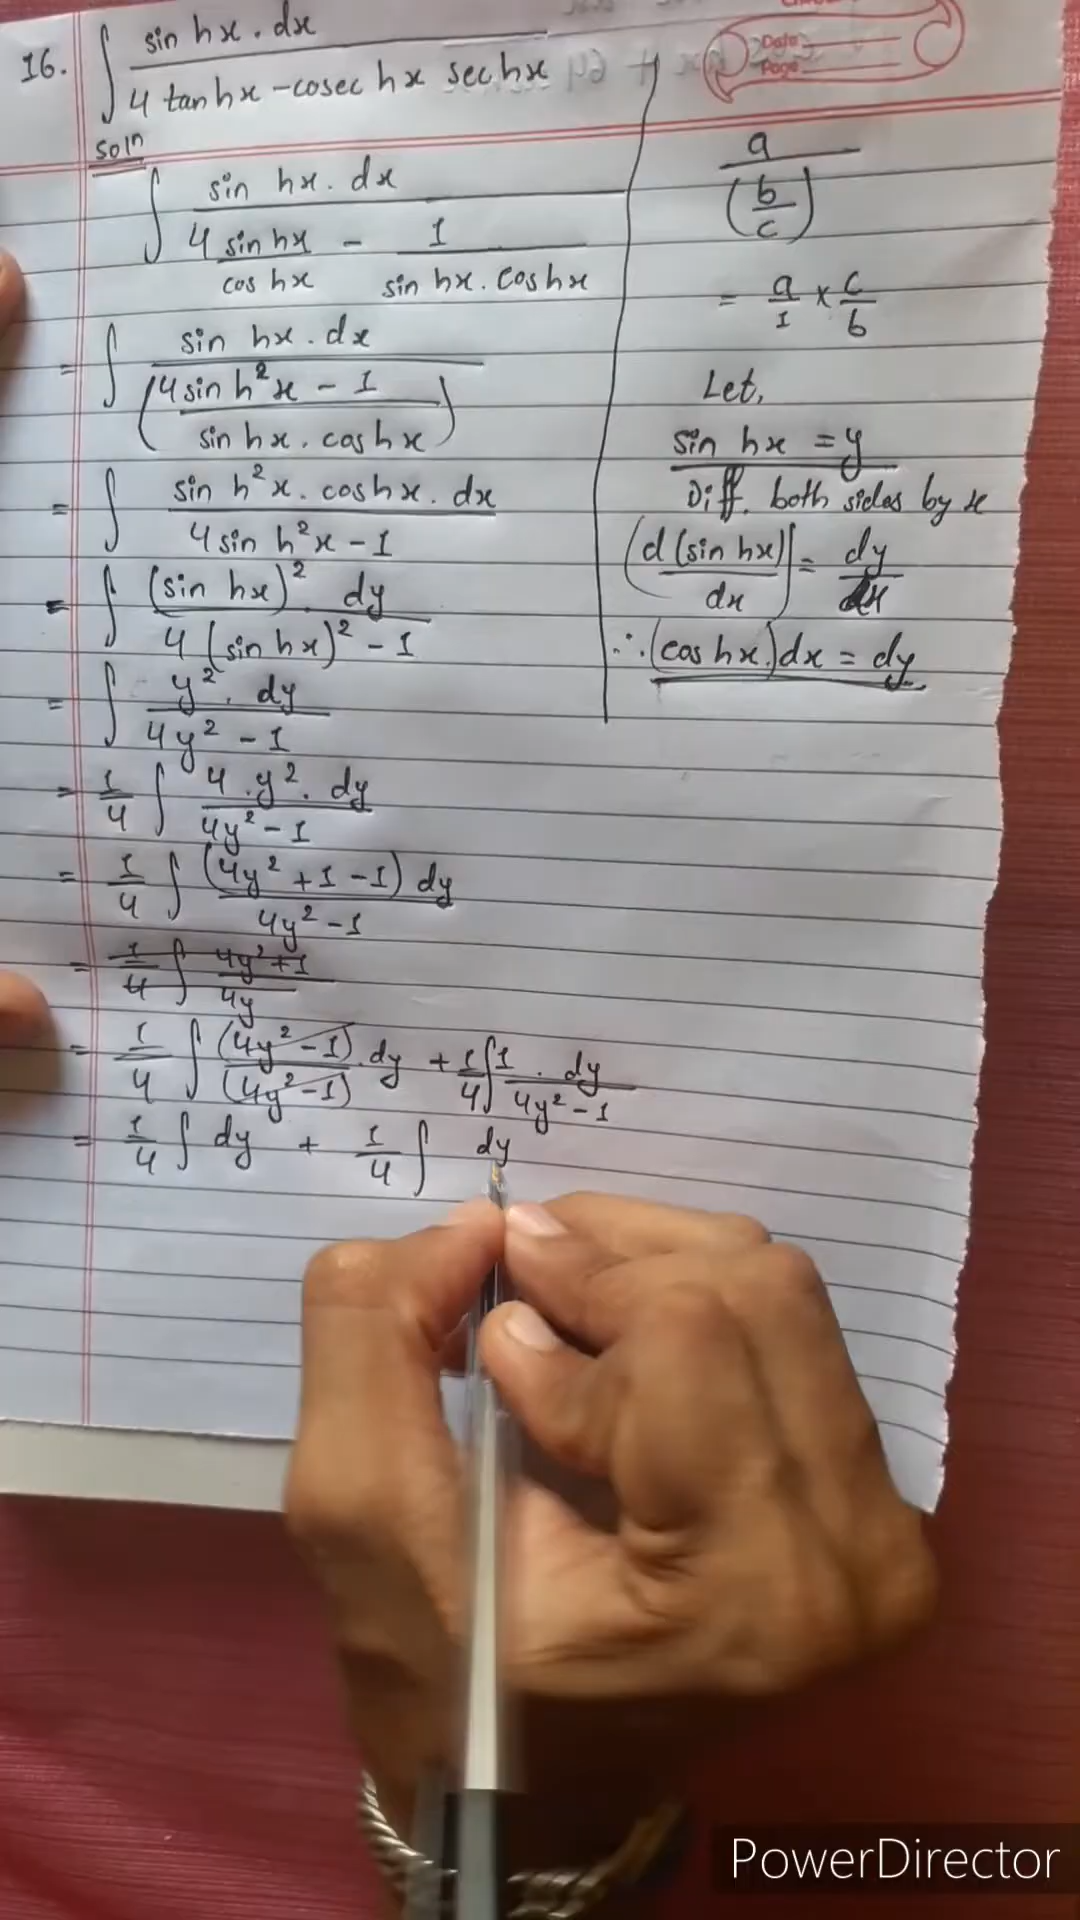 16. ∫ sin hx . dx / 4 tan hx - cosec hx sec hx
Date
Page
soln
∫ sin hx . dx / 4 sin hx / cos hx - 1 / sin hx . cos hx
= ∫ sin hx . dx / ( 4 sin h²x - 1 / sin hx . cos hx )
= ∫ sin h²x . cos hx . dx / 4 sin h²x - 1
= ∫ (sin hx)² . dy / 4 (sin hx)² - 1
= ∫ y² . dy / 4y² - 1
= 1/4 ∫ 4 . y² . dy / 4y² - 1
= 1/4 ∫ (4y² + 1 - 1) dy / 4y² - 1
= 1/4 ∫ 4y² + 1 / 4y
= 1/4 ∫ (4y² - 1) . dy / (4y² - 1) + 1/4 ∫ 1 . dy / 4y² - 1
= 1/4 ∫ dy + 1/4 ∫ dy
a / (b/c)
= a/1 × c/b
Let,
sin hx = y
Diff. both sides by x
(d (sin hx) / dx) = dy / dx
∴ (cos hx) dx = dy
PowerDirector